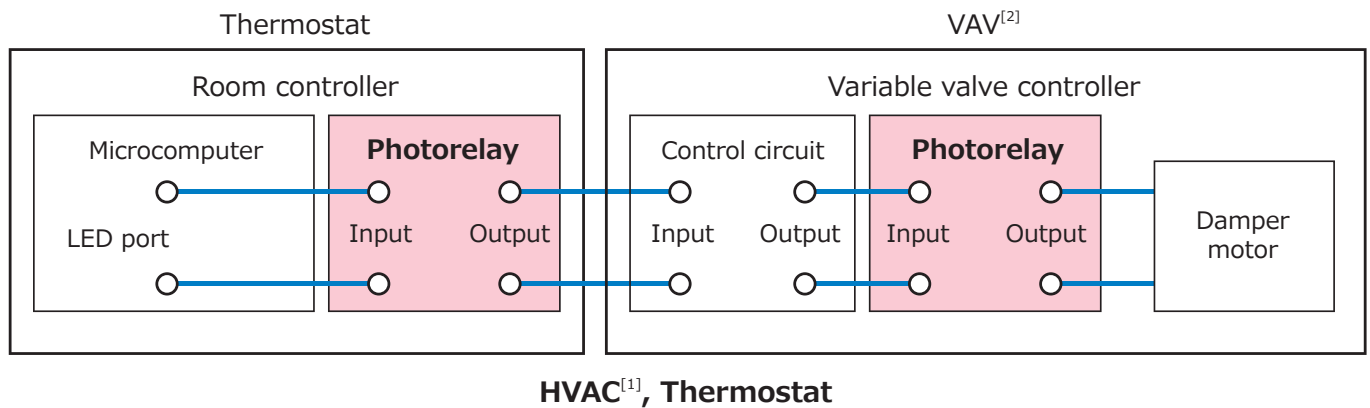 Thermostat
VAV[2]
Room controller
Variable valve controller
Microcomputer
Photorelay
Control circuit
Photorelay
LED port
Input
Output
Input
Output
Input
Output
Damper
motor
HVAC[1], Thermostat